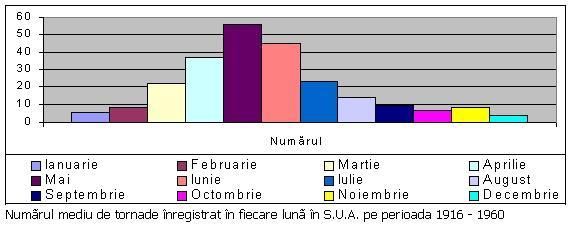 60
50
40
30
20
10
0
Numărul
Ianuarie Februarie Martie Aprilie
Mai Iunie Iulie August
Septembrie Octombrie Noiembrie Decembrie
Numărul mediu de tornade înregistrat în fiecare lună în S.U.A. pe perioada 1916 - 1960